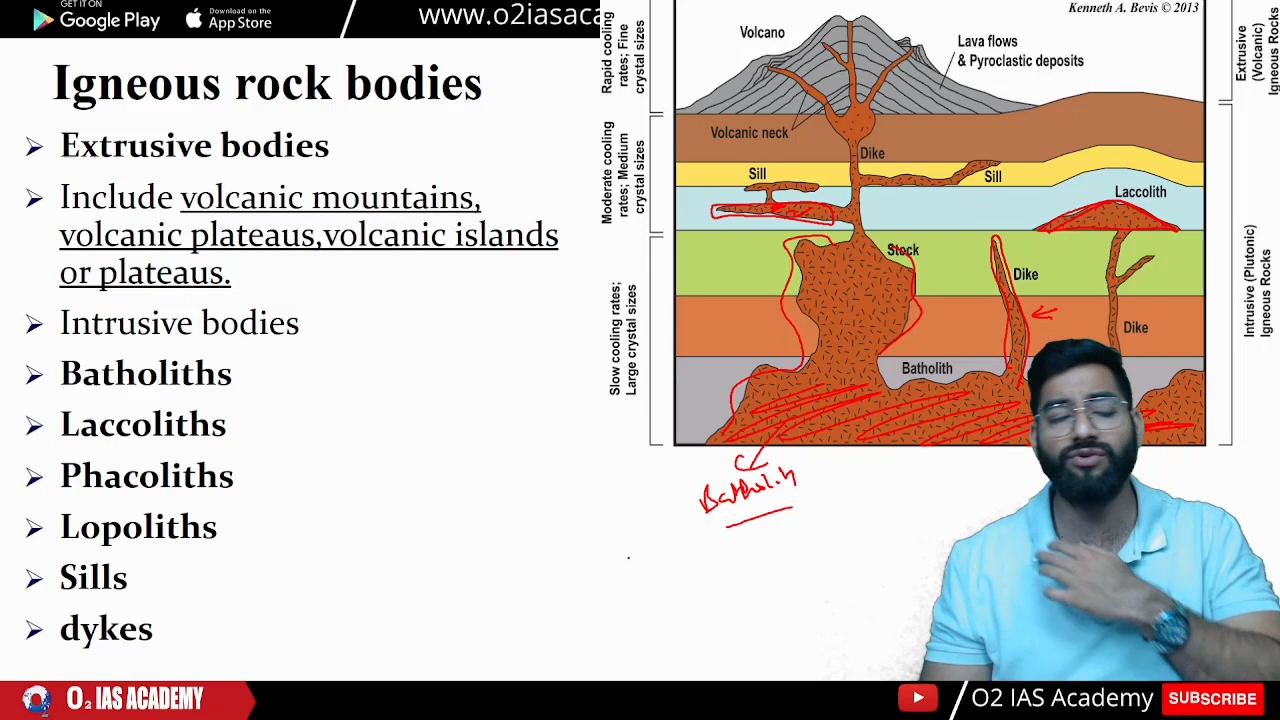 GET IT ON
Google Play
Download on the
App Store
www.o2iasaca
Igneous rock bodies
Extrusive bodies
Include volcanic mountains,
volcanic plateaus,volcanic islands
or plateaus.
Intrusive bodies
Batholiths
Laccoliths
Phacoliths
Lopoliths
Sills
dykes
Kenneth A. Bevis © 2013
Rapid cooling
rates; Fine
crystal sizes
Moderate cooling
rates; Medium
crystal sizes
Slow cooling rates;
Large crystal sizes
Volcano
Lava flows
& Pyroclastic deposits
Volcanic neck
Dike
Sill
Sill
Laccolith
Stock
Dike
Dike
Batholith
Extrusive
(Volcanic)
Igneous Rocks
Intrusive (Plutonic)
Igneous Rocks
Batholith
O2 IAS ACADEMY
O2 IAS Academy
SUBSCRIBE